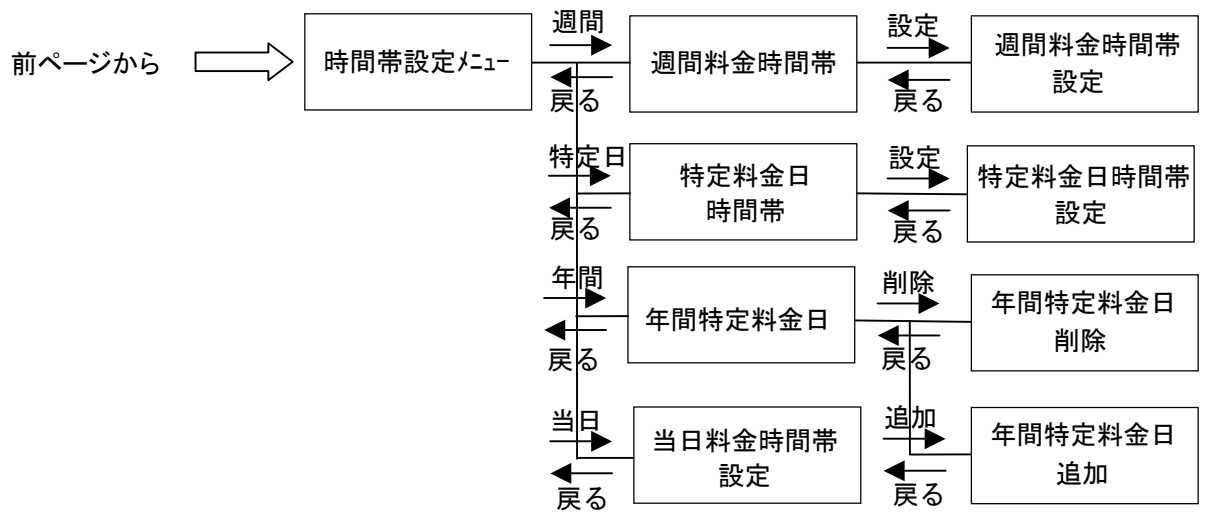 前ページから
時間帯設定ﾒﾆｭｰ
週間
戻る
週間料金時間帯
設定
戻る
週間料金時間帯
設定
特定日
戻る
特定料金日
時間帯
設定
戻る
特定料金日時間帯
設定
年間
戻る
年間特定料金日
削除
戻る
年間特定料金日
削除
当日
戻る
当日料金時間帯
設定
追加
戻る
年間特定料金日
追加